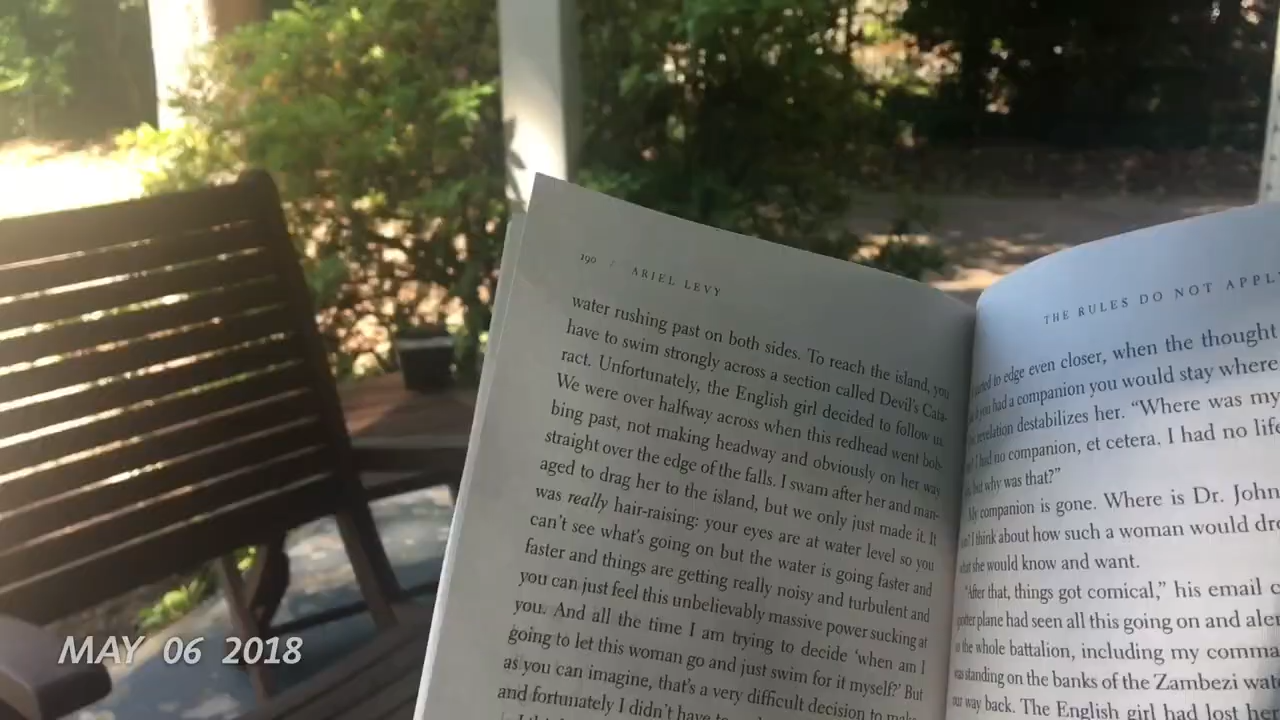 190 / ARIEL LEVY
water rushing past on both sides. To reach the island, you
have to swim strongly across a section called Devil's Cata-
ract. Unfortunately, the English girl decided to follow us.
We were over halfway across when this redhead went bob-
bing past, not making headway and obviously on her way
straight over the edge of the falls. I swam after her and man-
aged to drag her to the island, but we only just made it. It
was really hair-raising: your eyes are at water level so you
can't see what's going on but the water is going faster and
faster and things are getting really noisy and turbulent and
you can just feel this unbelievably massive power sucking at
you. And all the time I am trying to decide 'when am I
going to let this woman go and just swim for it myself?' But
as you can imagine, that's a very difficult decision to make
and fortunately I didn't have to
THE RULES DO NOT APPL
to edge even closer, when the thought
you had a companion you would stay where
revelation destabilizes her. "Where was my
had no companion, et cetera. I had no life
but why was that?"
My companion is gone. Where is Dr. John
I think about how such a woman would dre
what she would know and want.
"After that, things got comical," his email c
spotter plane had seen all this going on and aler
the whole battalion, including my comma
was standing on the banks of the Zambezi wat
our way back. The English girl had lost her
MAY 06 2018